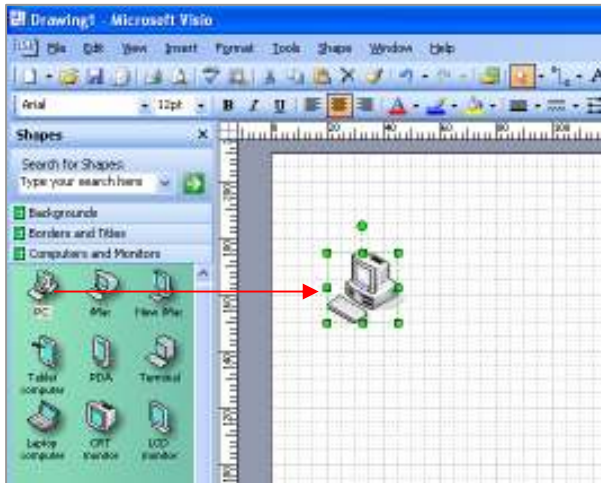 Drawing1 - Microsoft Visio
File Edit View Insert Format Tools Shape Window Help
Arial 12pt B I U A
Shapes
Search for Shapes:
Type your search here
Backgrounds
Borders and Titles
Computers and Monitors
PC iMac New iMac
Tablet computer PDA Terminal
Laptop computer CRT monitor LCD monitor